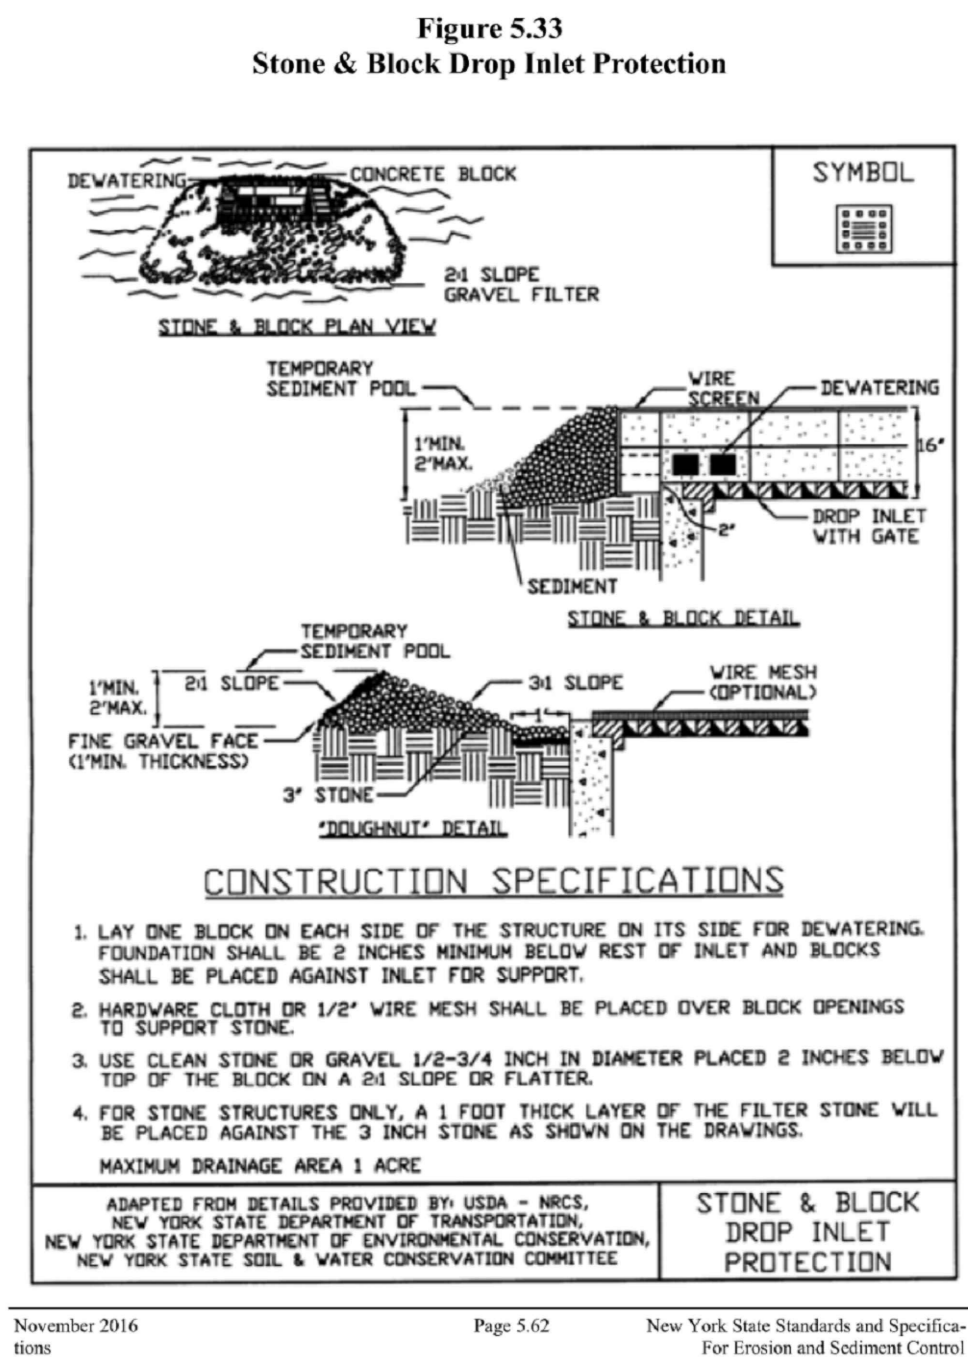 Figure 5.33
Stone & Block Drop Inlet Protection
DEWATERING
CONCRETE BLOCK
SYMBOL
2:1 SLOPE
GRAVEL FILTER
STONE & BLOCK PLAN VIEW
TEMPORARY
SEDIMENT POOL
WIRE
SCREEN
DEWATERING
1'MIN.
2'MAX.
16"
2"
DROP INLET
WITH GATE
SEDIMENT
STONE & BLOCK DETAIL
TEMPORARY
SEDIMENT POOL
1'MIN.
2'MAX.
2:1 SLOPE
3:1 SLOPE
WIRE MESH
(OPTIONAL)
1'
FINE GRAVEL FACE
(1'MIN. THICKNESS)
3" STONE
"DOUGHNUT" DETAIL
CONSTRUCTION SPECIFICATIONS
1. LAY ONE BLOCK ON EACH SIDE OF THE STRUCTURE ON ITS SIDE FOR DEWATERING.
FOUNDATION SHALL BE 2 INCHES MINIMUM BELOW REST OF INLET AND BLOCKS
SHALL BE PLACED AGAINST INLET FOR SUPPORT.
2. HARDWARE CLOTH OR 1/2" WIRE MESH SHALL BE PLACED OVER BLOCK OPENINGS
TO SUPPORT STONE.
3. USE CLEAN STONE OR GRAVEL 1/2-3/4 INCH IN DIAMETER PLACED 2 INCHES BELOW
TOP OF THE BLOCK ON A 2:1 SLOPE OR FLATTER.
4. FOR STONE STRUCTURES ONLY, A 1 FOOT THICK LAYER OF THE FILTER STONE WILL
BE PLACED AGAINST THE 3 INCH STONE AS SHOWN ON THE DRAWINGS.
MAXIMUM DRAINAGE AREA 1 ACRE
ADAPTED FROM DETAILS PROVIDED BY: USDA - NRCS,
NEW YORK STATE DEPARTMENT OF TRANSPORTATION,
NEW YORK STATE DEPARTMENT OF ENVIRONMENTAL CONSERVATION,
NEW YORK STATE SOIL & WATER CONSERVATION COMMITTEE
STONE & BLOCK
DROP INLET
PROTECTION
November 2016
Page 5.62
New York State Standards and Specifica-
tions
For Erosion and Sediment Control